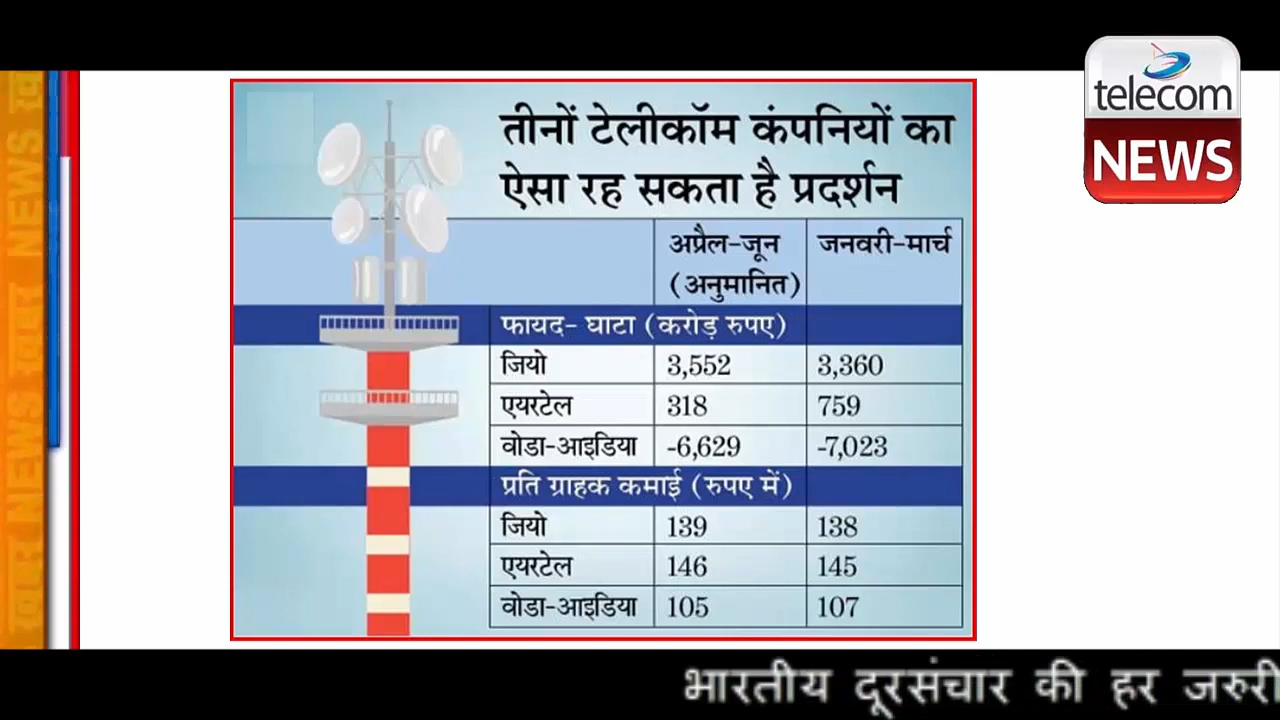 telecom
NEWS
तीनों टेलीकॉम कंपनियों का
ऐसा रह सकता है प्रदर्शन
अप्रैल-जून जनवरी-मार्च
(अनुमानित)
फायद- घाटा (करोड़ रुपए)
जियो 3,552 3,360
एयरटेल 318 759
वोडा-आइडिया -6,629 -7,023
प्रति ग्राहक कमाई (रुपए में)
जियो 139 138
एयरटेल 146 145
वोडा-आइडिया 105 107
NEWS
NEWS
भारतीय दूरसंचार की हर जरुरी